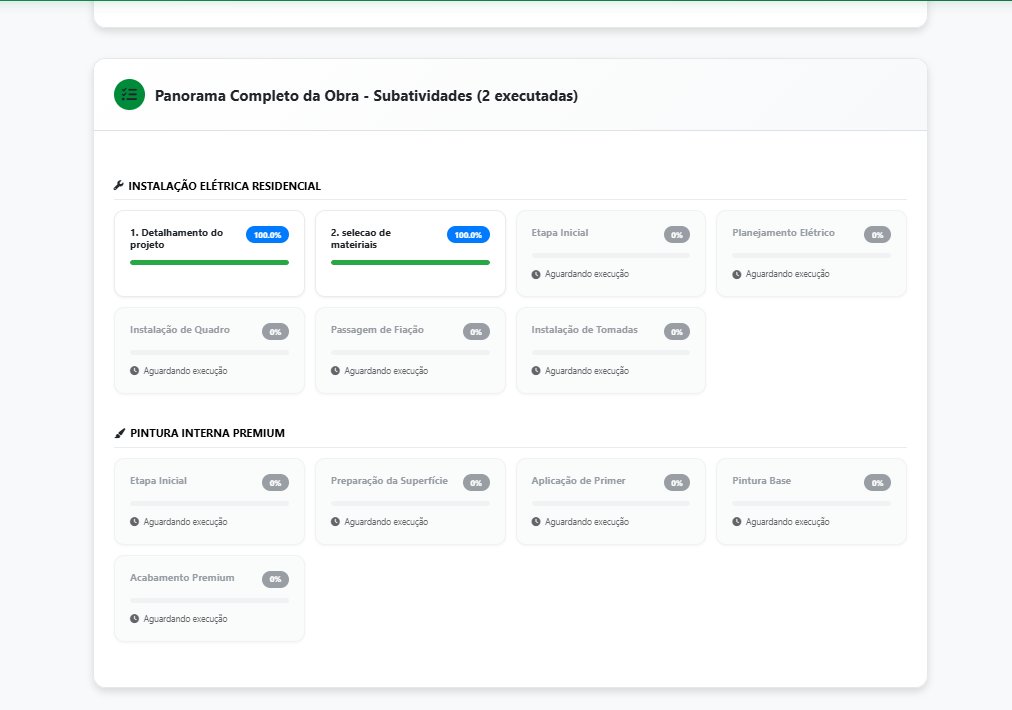 Panorama Completo da Obra - Subatividades (2 executadas)
INSTALAÇÃO ELÉTRICA RESIDENCIAL
1. Detalhamento do
projeto
100.0%
2. selecao de
mateiriais
100.0%
Etapa Inicial
0%
Aguardando execução
Planejamento Elétrico
0%
Aguardando execução
Instalação de Quadro
0%
Aguardando execução
Passagem de Fiação
0%
Aguardando execução
Instalação de Tomadas
0%
Aguardando execução
PINTURA INTERNA PREMIUM
Etapa Inicial
0%
Aguardando execução
Preparação da Superfície
0%
Aguardando execução
Aplicação de Primer
0%
Aguardando execução
Pintura Base
0%
Aguardando execução
Acabamento Premium
0%
Aguardando execução